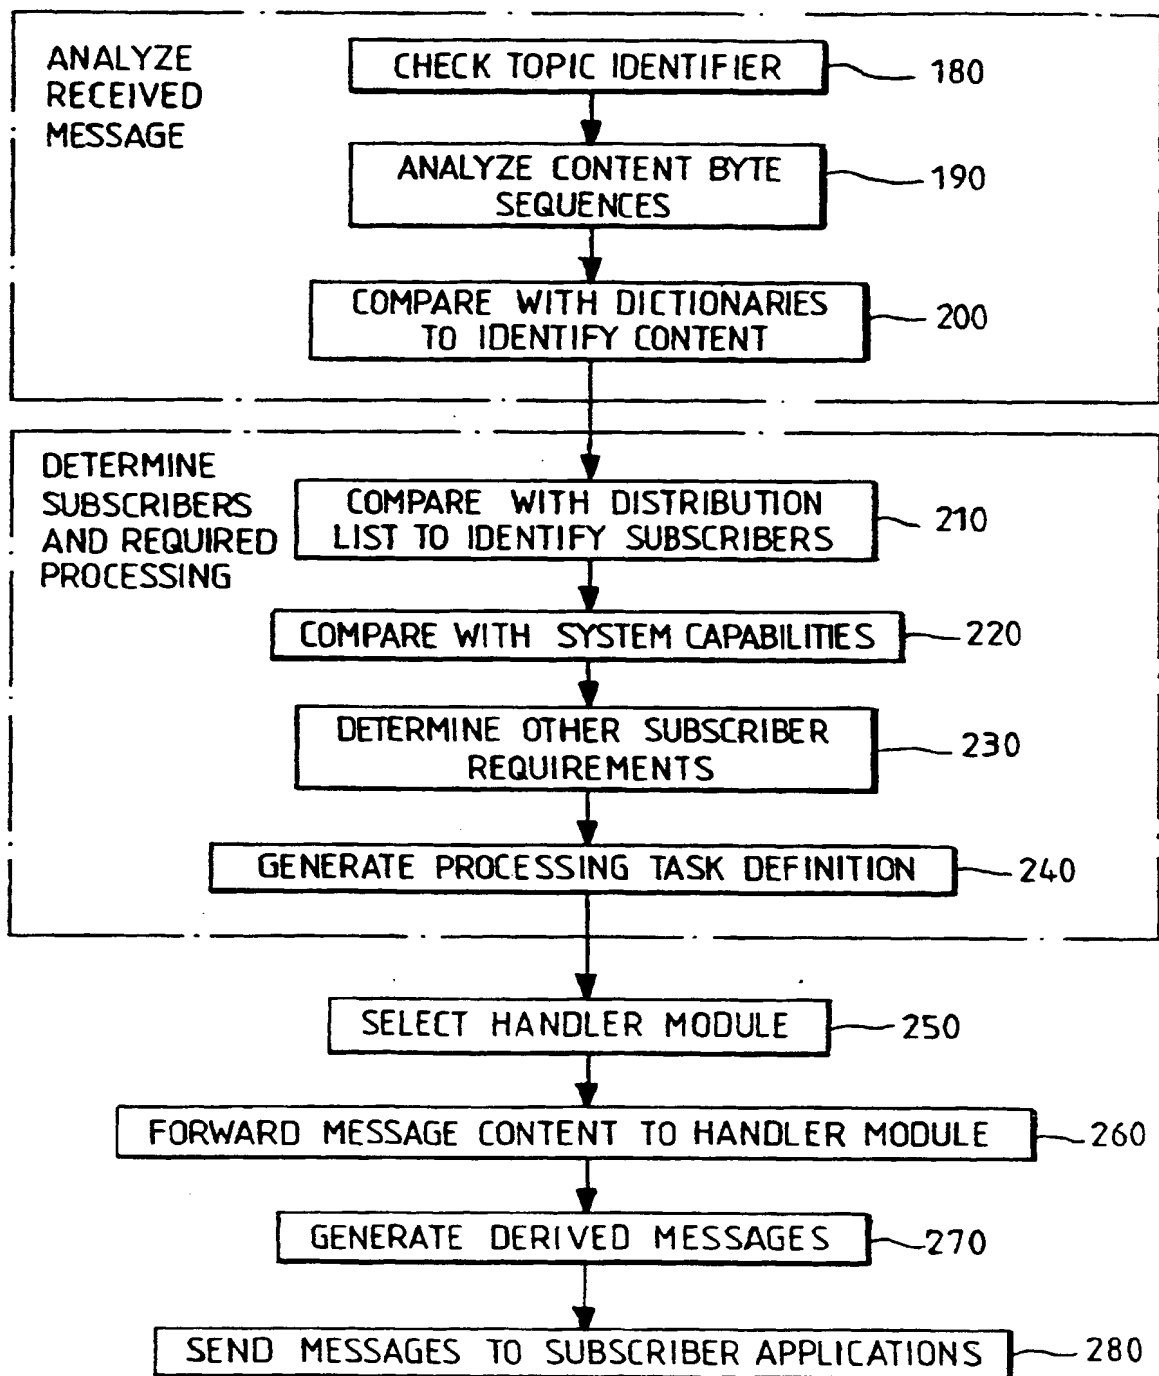 ANALYZE
RECEIVED
MESSAGE
CHECK TOPIC IDENTIFIER
180
ANALYZE CONTENT BYTE
SEQUENCES
190
COMPARE WITH DICTIONARIES
TO IDENTIFY CONTENT
200
DETERMINE
SUBSCRIBERS
AND REQUIRED
PROCESSING
COMPARE WITH DISTRIBUTION
LIST TO IDENTIFY SUBSCRIBERS
210
COMPARE WITH SYSTEM CAPABILITIES
220
DETERMINE OTHER SUBSCRIBER
REQUIREMENTS
230
GENERATE PROCESSING TASK DEFINITION
240
SELECT HANDLER MODULE
250
FORWARD MESSAGE CONTENT TO HANDLER MODULE
260
GENERATE DERIVED MESSAGES
270
SEND MESSAGES TO SUBSCRIBER APPLICATIONS
280